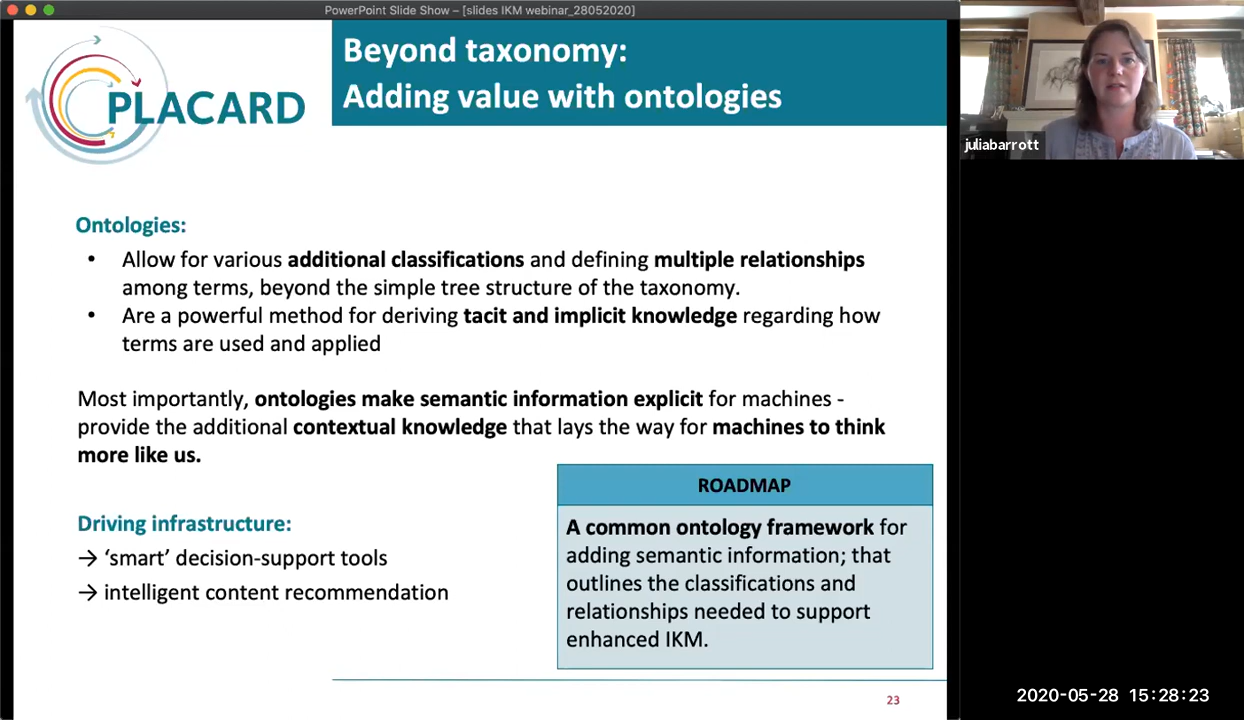 PowerPoint Slide Show – [slides IKM webinar_28052020]
PLACARD
Beyond taxonomy:
Adding value with ontologies
juliabarrott
Ontologies:
• Allow for various additional classifications and defining multiple relationships
among terms, beyond the simple tree structure of the taxonomy.
• Are a powerful method for deriving tacit and implicit knowledge regarding how
terms are used and applied
Most importantly, ontologies make semantic information explicit for machines -
provide the additional contextual knowledge that lays the way for machines to think
more like us.
Driving infrastructure:
→ ‘smart’ decision-support tools
→ intelligent content recommendation
ROADMAP
A common ontology framework for
adding semantic information; that
outlines the classifications and
relationships needed to support
enhanced IKM.
23
2020-05-28 15:28:23